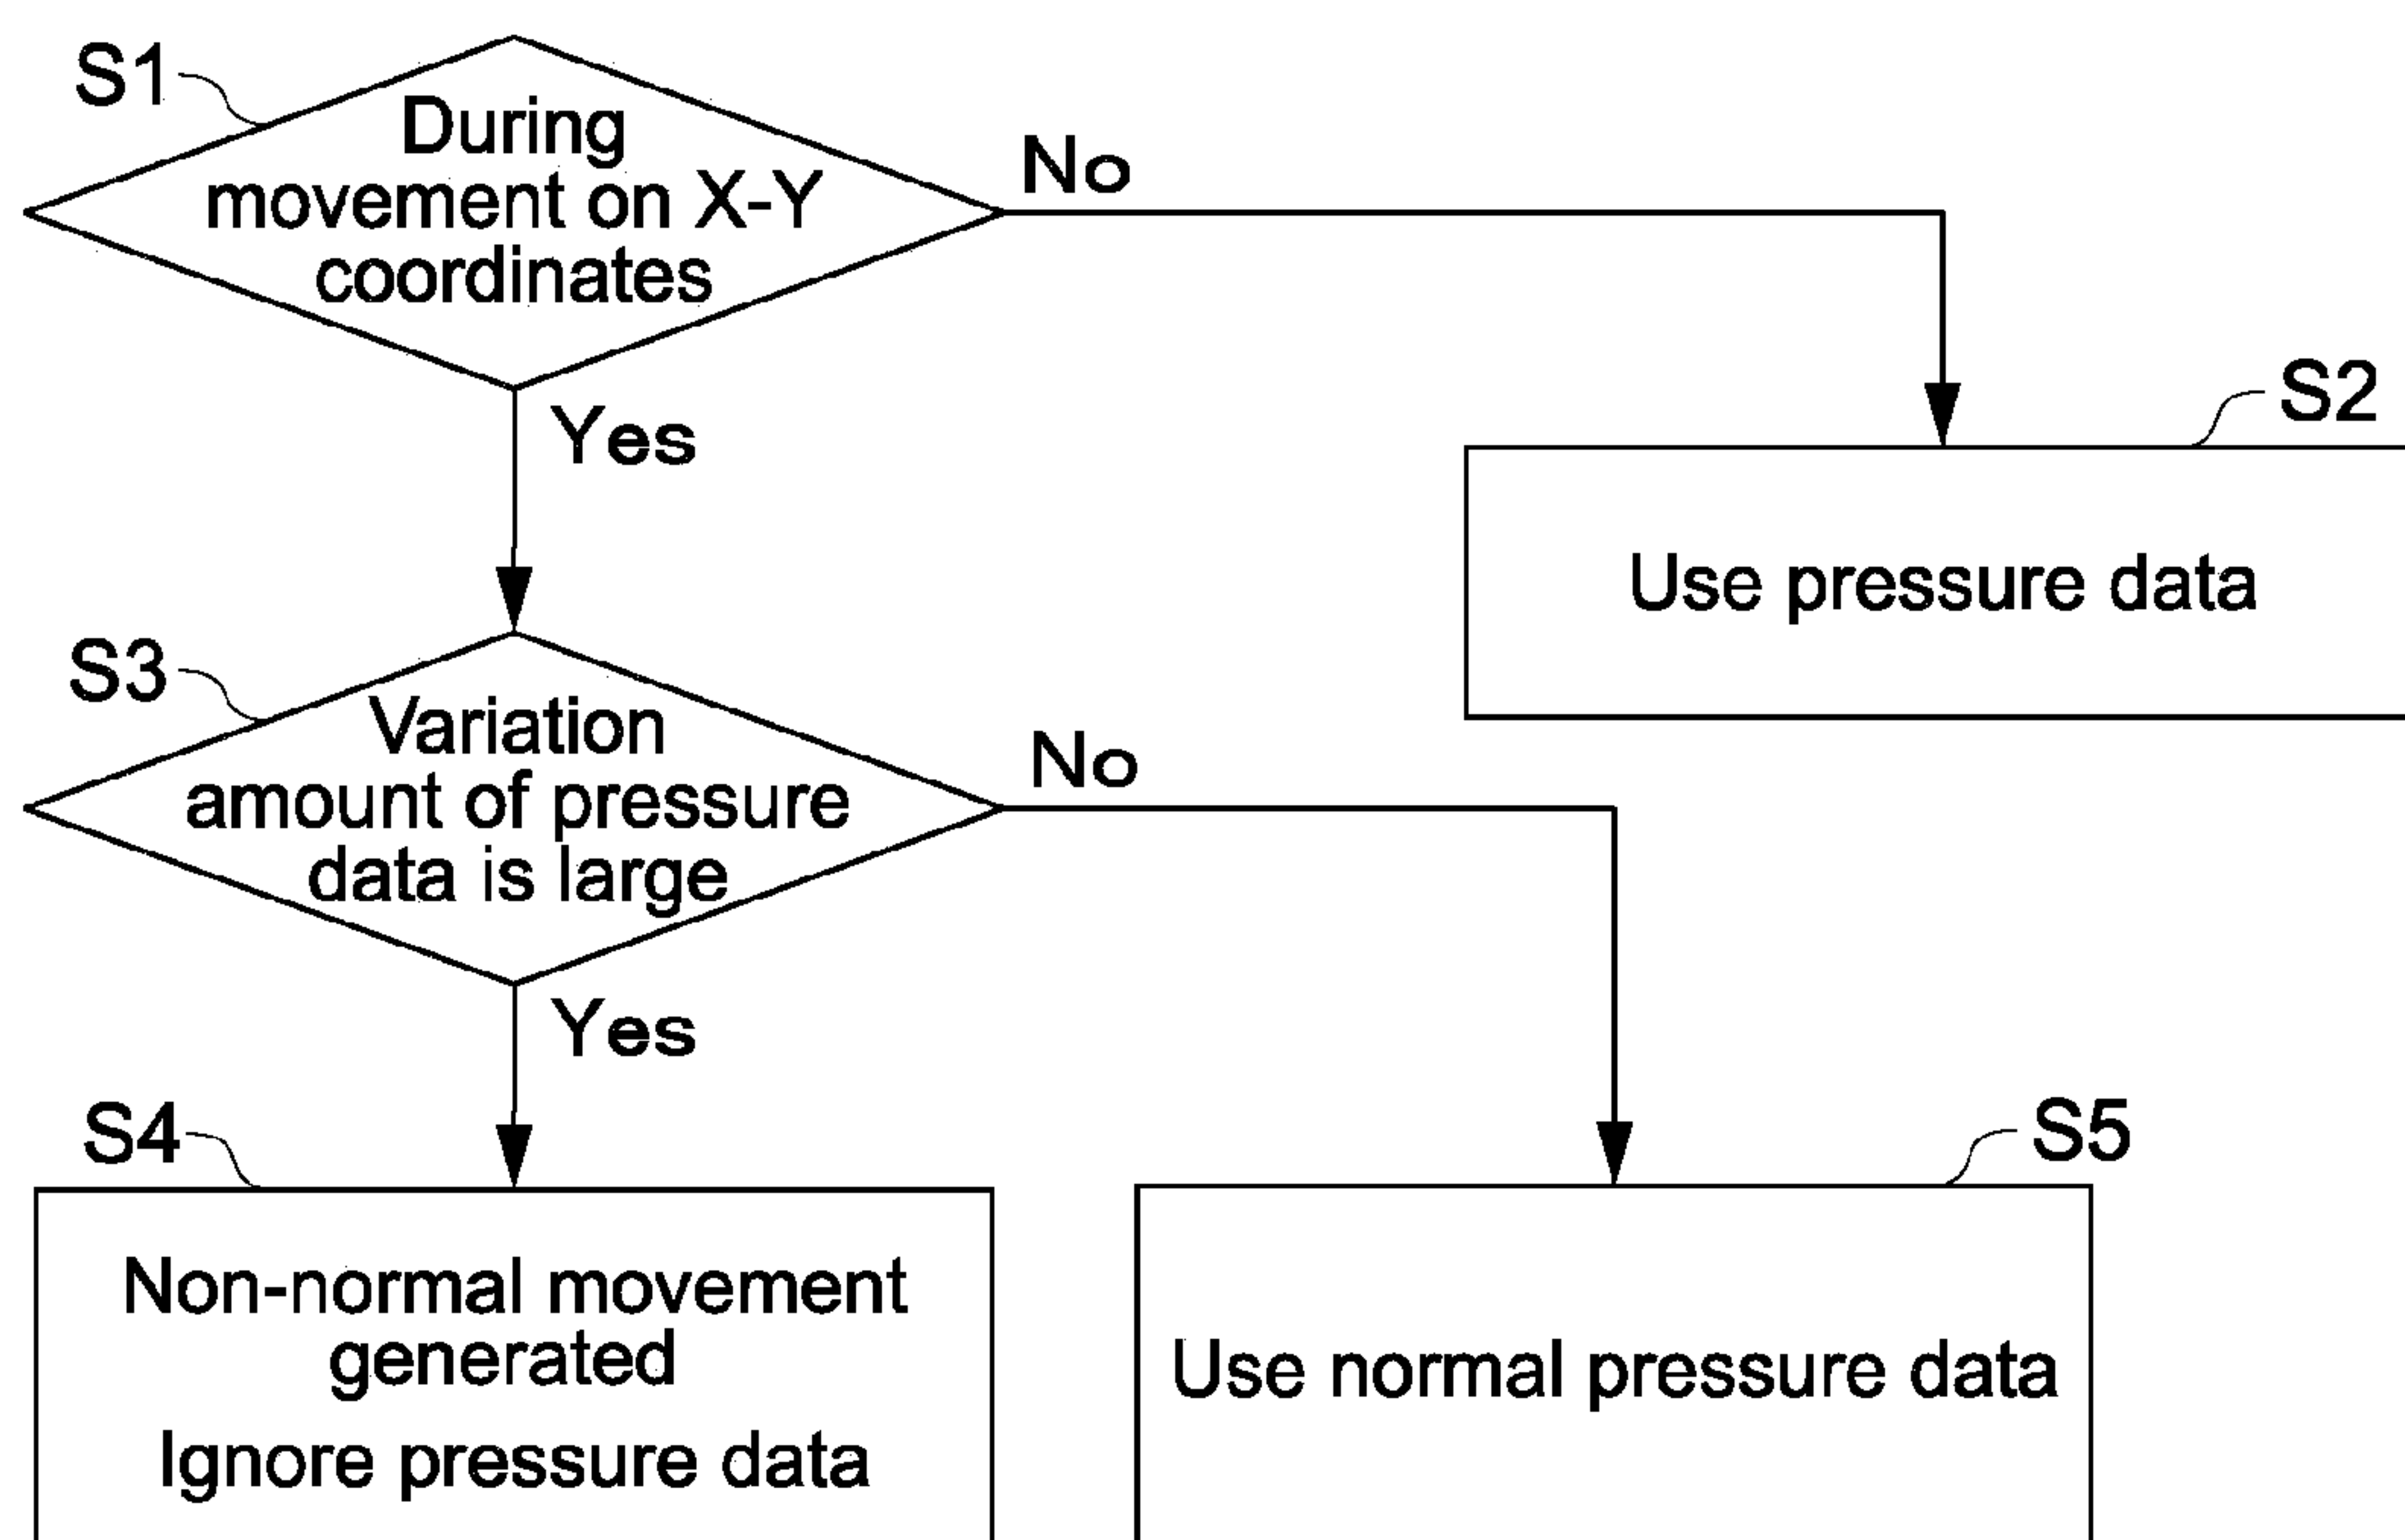 S1
During
movement on X-Y
coordinates
No
Yes
S2
Use pressure data
S3
Variation
amount of pressure
data is large
No
Yes
S4
Non-normal movement
generated
Ignore pressure data
S5
Use normal pressure data